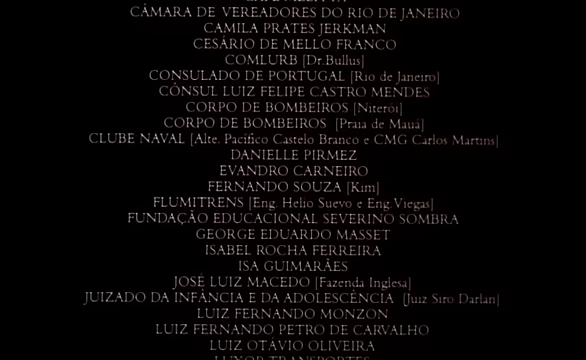 CÂMARA DE VEREADORES DO RIO DE JANEIRO
CAMILA PRATES JERKMAN
CESÁRIO DE MELLO FRANCO
COMLURB [Dr.Bullus]
CONSULADO DE PORTUGAL [Rio de Janeiro]
CÔNSUL LUIZ FELIPE CASTRO MENDES
CORPO DE BOMBEIROS [Niterói]
CORPO DE BOMBEIROS [Praia de Mauá]
CLUBE NAVAL [Alte. Pacífico Castelo Branco e CMG Carlos Martins]
DANIELLE PIRMEZ
EVANDRO CARNEIRO
FERNANDO SOUZA [Kim]
FLUMITRENS [Eng. Helio Suevo e Eng.Viegas]
FUNDAÇÃO EDUCACIONAL SEVERINO SOMBRA
GEORGE EDUARDO MASSET
ISABEL ROCHA FERREIRA
ISA GUIMARÃES
JOSÉ LUIZ MACEDO [Fazenda Inglesa]
JUIZADO DA INFÂNCIA E DA ADOLESCÊNCIA [Juiz Siro Darlan]
LUIZ FERNANDO MONZON
LUIZ FERNANDO PETRO DE CARVALHO
LUIZ OTÁVIO OLIVEIRA
LUXOR TRANSPORTES